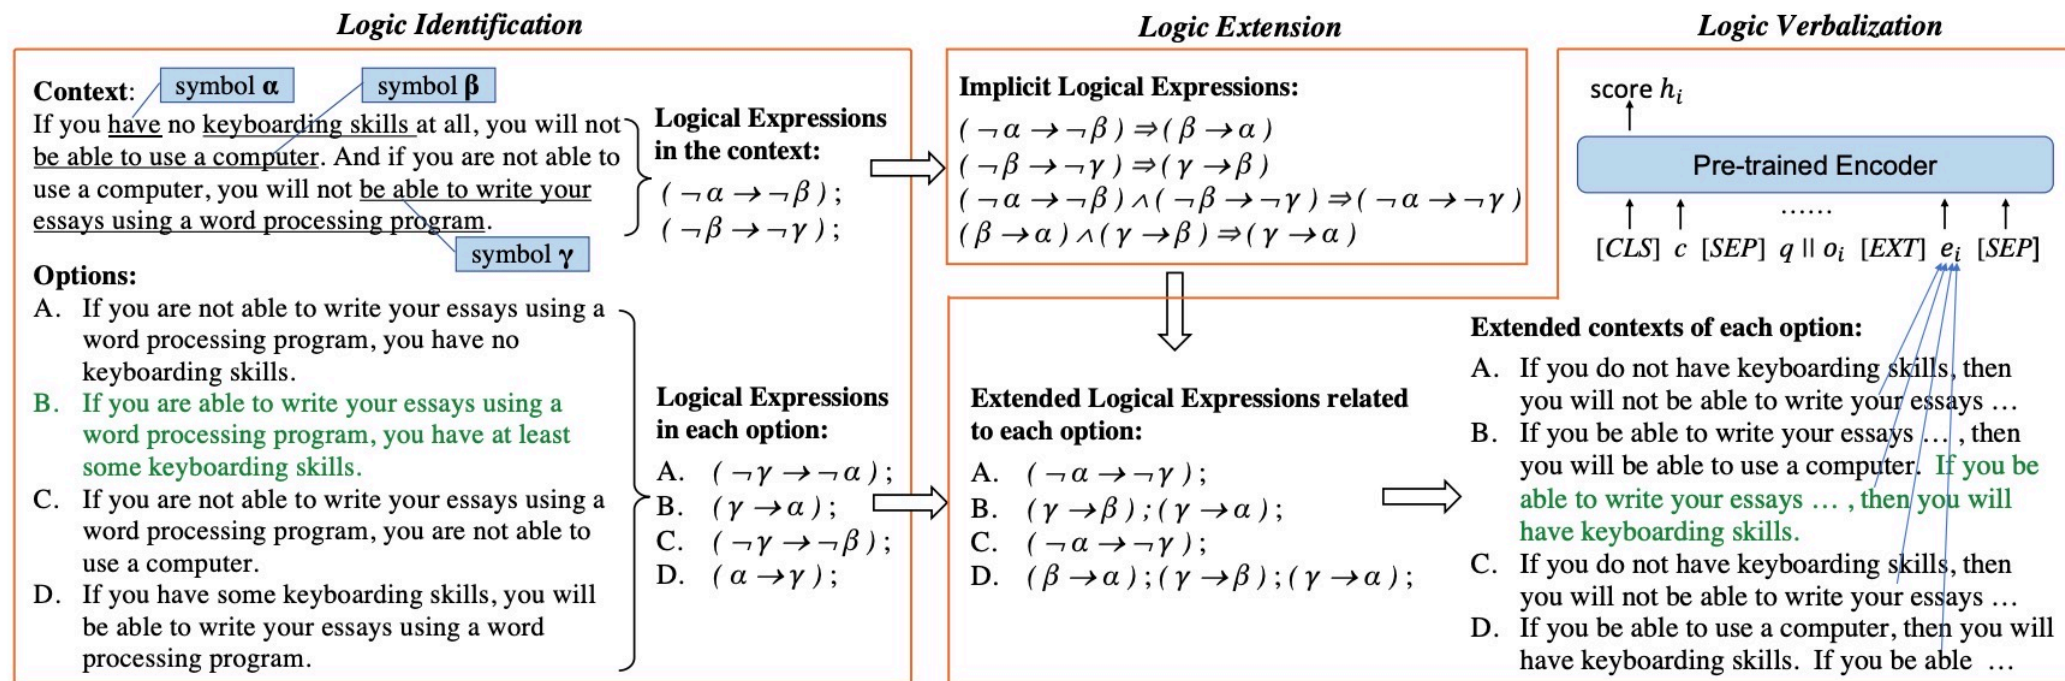 Logic Identification
Context:
symbol α
symbol β
If you have no keyboarding skills at all, you will not
be able to use a computer. And if you are not able to
use a computer, you will not be able to write your
essays using a word processing program.
symbol γ
Logical Expressions
in the context:
(¬α → ¬β);
(¬β → ¬γ);
Options:
A. If you are not able to write your essays using a
word processing program, you have no
keyboarding skills.
B. If you are able to write your essays using a
word processing program, you have at least
some keyboarding skills.
C. If you are not able to write your essays using a
word processing program, you are not able to
use a computer.
D. If you have some keyboarding skills, you will
be able to write your essays using a word
processing program.
Logical Expressions
in each option:
A. (¬γ → ¬α);
B. (γ → α);
C. (¬γ → ¬β);
D. (α → γ);
Logic Extension
Implicit Logical Expressions:
(¬α → ¬β) ⇒ (β → α)
(¬β → ¬γ) ⇒ (γ → β)
(¬α → ¬β) ∧ (¬β → ¬γ) ⇒ (¬α → ¬γ)
(β → α) ∧ (γ → β) ⇒ (γ → α)
Extended Logical Expressions related
to each option:
A. (¬α → ¬γ);
B. (γ → β); (γ → α);
C. (¬α → ¬γ);
D. (β → α); (γ → β); (γ → α);
Logic Verbalization
score hᵢ
Pre-trained Encoder
......
[CLS] c [SEP] q || oᵢ [EXT] eᵢ [SEP]
Extended contexts of each option:
A. If you do not have keyboarding skills, then
you will not be able to write your essays ...
B. If you be able to write your essays ... , then
you will be able to use a computer. If you be
able to write your essays ... , then you will
have keyboarding skills.
C. If you do not have keyboarding skills, then
you will not be able to write your essays ...
D. If you be able to use a computer, then you will
have keyboarding skills. If you be able ...